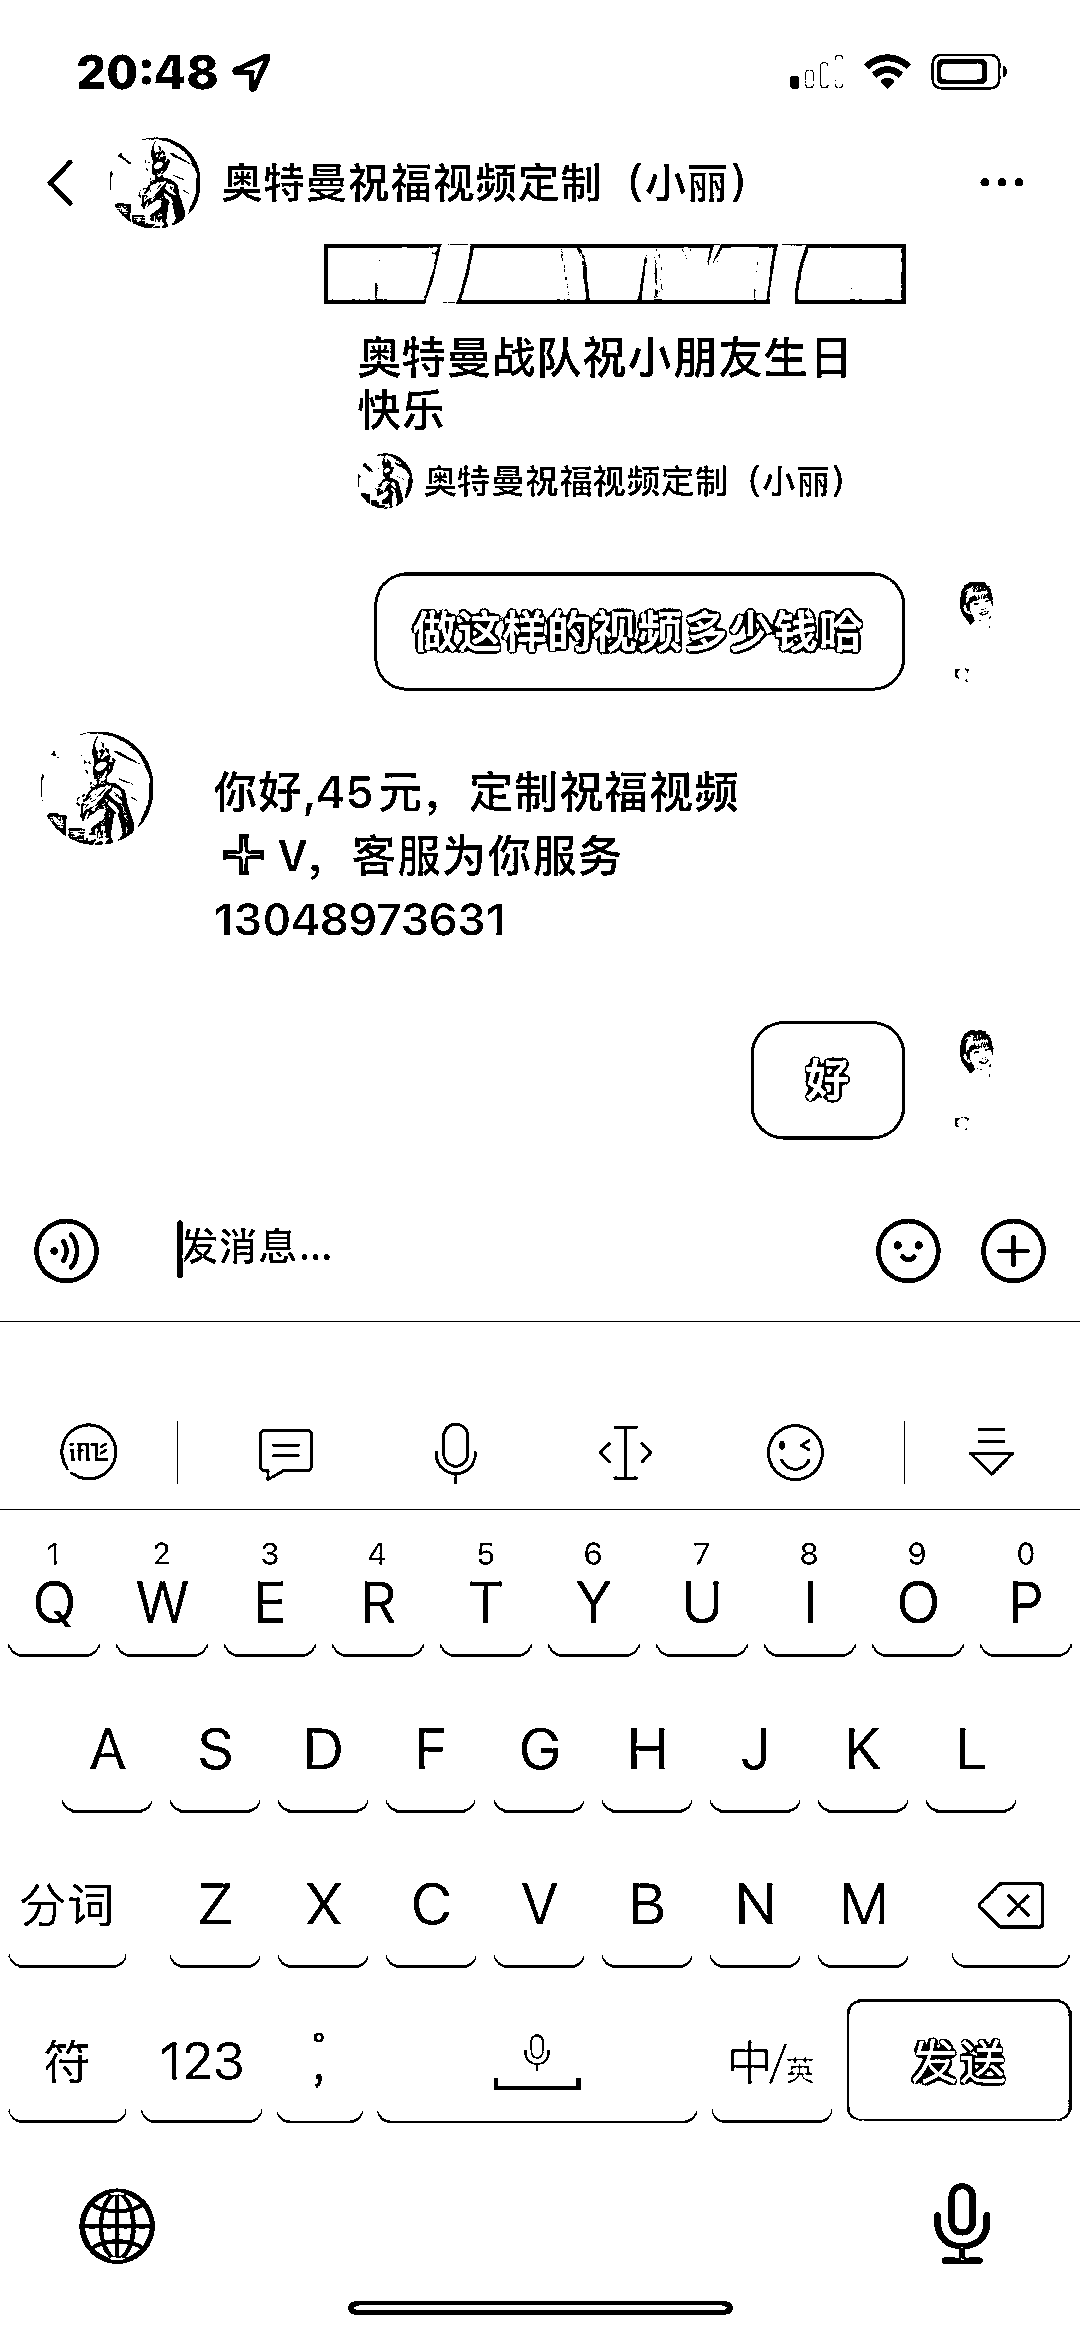 20:48
奥特曼祝福视频定制（小丽）
奥特曼战队祝小朋友生日
快乐
奥特曼祝福视频定制（小丽）
做这样的视频多少钱哈
你好,45元，定制祝福视频
➕ V，客服为你服务
13048973631
好
发消息...
1 2 3 4 5 6 7 8 9 0
Q W E R T Y U I O P
A S D F G H J K L
分词 Z X C V B N M
符 123 ，。 中/英 发送